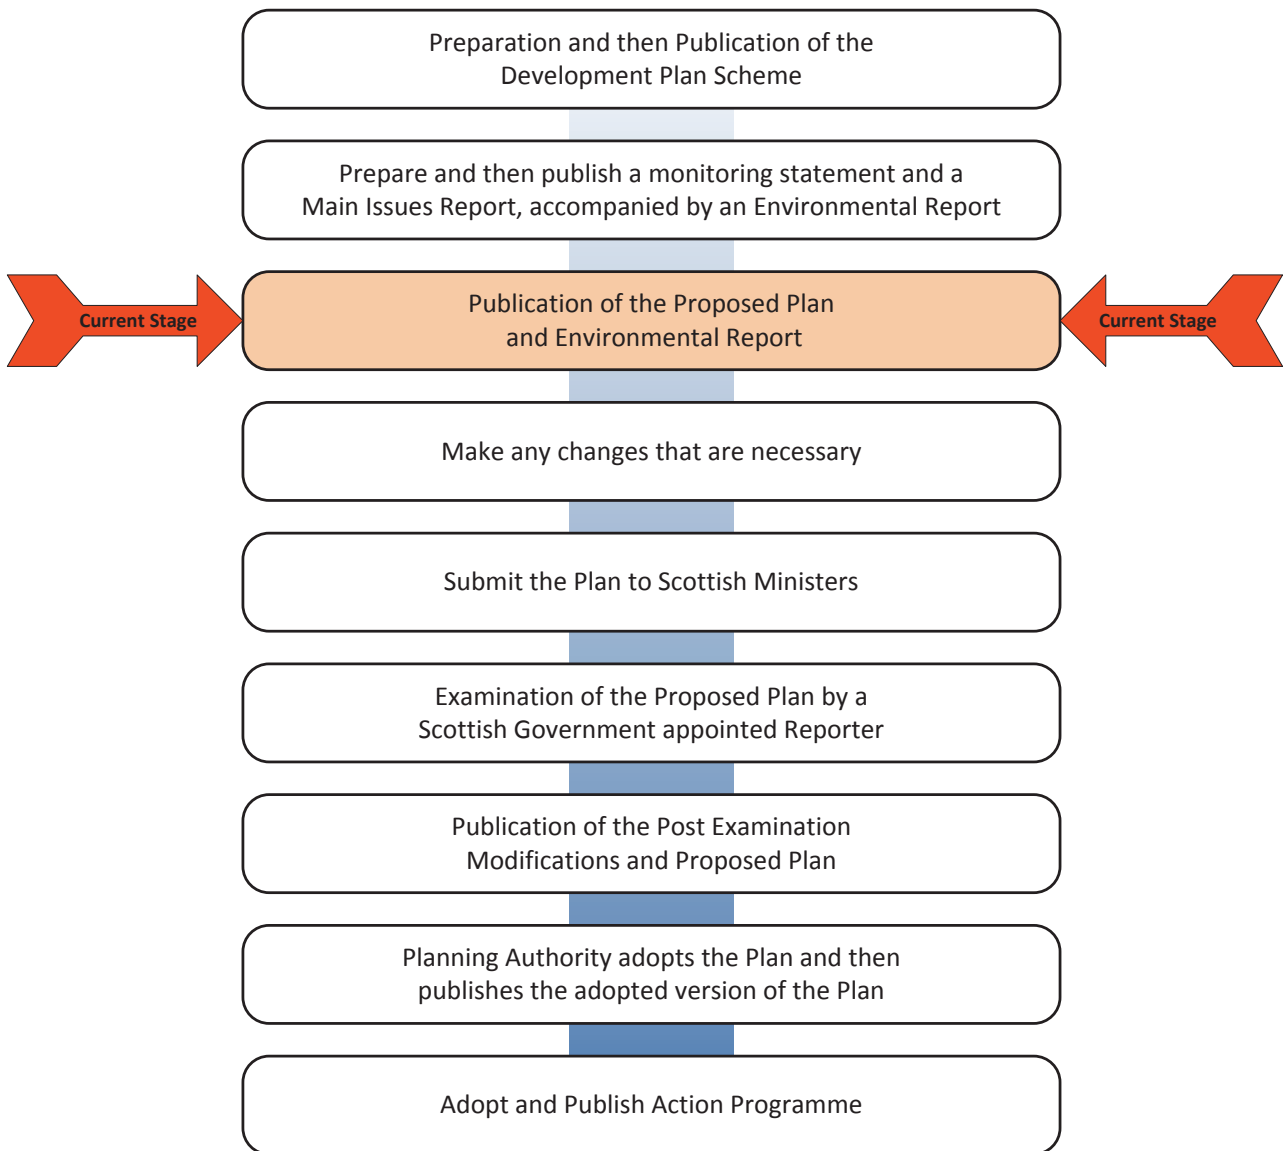 Preparation and then Publication of the
Development Plan Scheme
Prepare and then publish a monitoring statement and a
Main Issues Report, accompanied by an Environmental Report
Current Stage
Publication of the Proposed Plan
and Environmental Report
Current Stage
Make any changes that are necessary
Submit the Plan to Scottish Ministers
Examination of the Proposed Plan by a
Scottish Government appointed Reporter
Publication of the Post Examination
Modifications and Proposed Plan
Planning Authority adopts the Plan and then
publishes the adopted version of the Plan
Adopt and Publish Action Programme